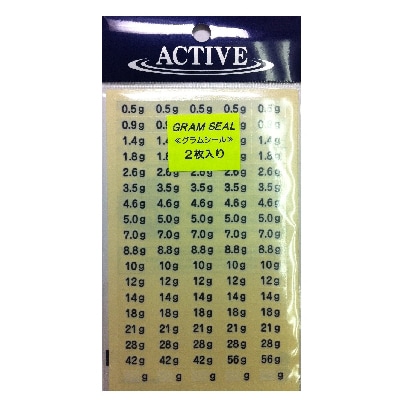 ACTIVE
0.5g 0.5g 0.5g 0.5g 0.5g
GRAM SEAL
≪グラムシール≫
2枚入り
0.9g 0.9
1.4g 1.4 1.4g
1.8g 1.8 1.8g
2.6g 2.6g 2.6g 2.6g 2.6g
3.5g 3.5g 3.5g 3.5g 3.5g
4.6g 4.6g 4.6g 4.6g 4.6g
5.0g 5.0g 5.0g 5.0g 5.0g
7.0g 7.0g 7.0g 7.0g 7.0g
8.8g 8.8g 8.8g 8.8g 8.8g
10g 10g 10g 10g 10g
12g 12g 12g 12g 12g
14g 14g 14g 14g 14g
18g 18g 18g 18g 18g
21g 21g 21g 21g 21g
28g 28g 28g 28g 28g
42g 42g 42g 56g 56g
g g g g g